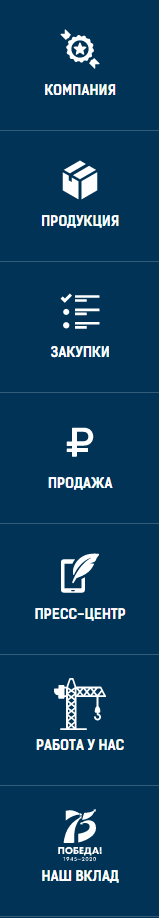 КОМПАНИЯ
ПРОДУКЦИЯ
ЗАКУПКИ
₽
ПРОДАЖА
ПРЕСС-ЦЕНТР
РАБОТА У НАС
75
ПОБЕДА!
1945-2020
НАШ ВКЛАД